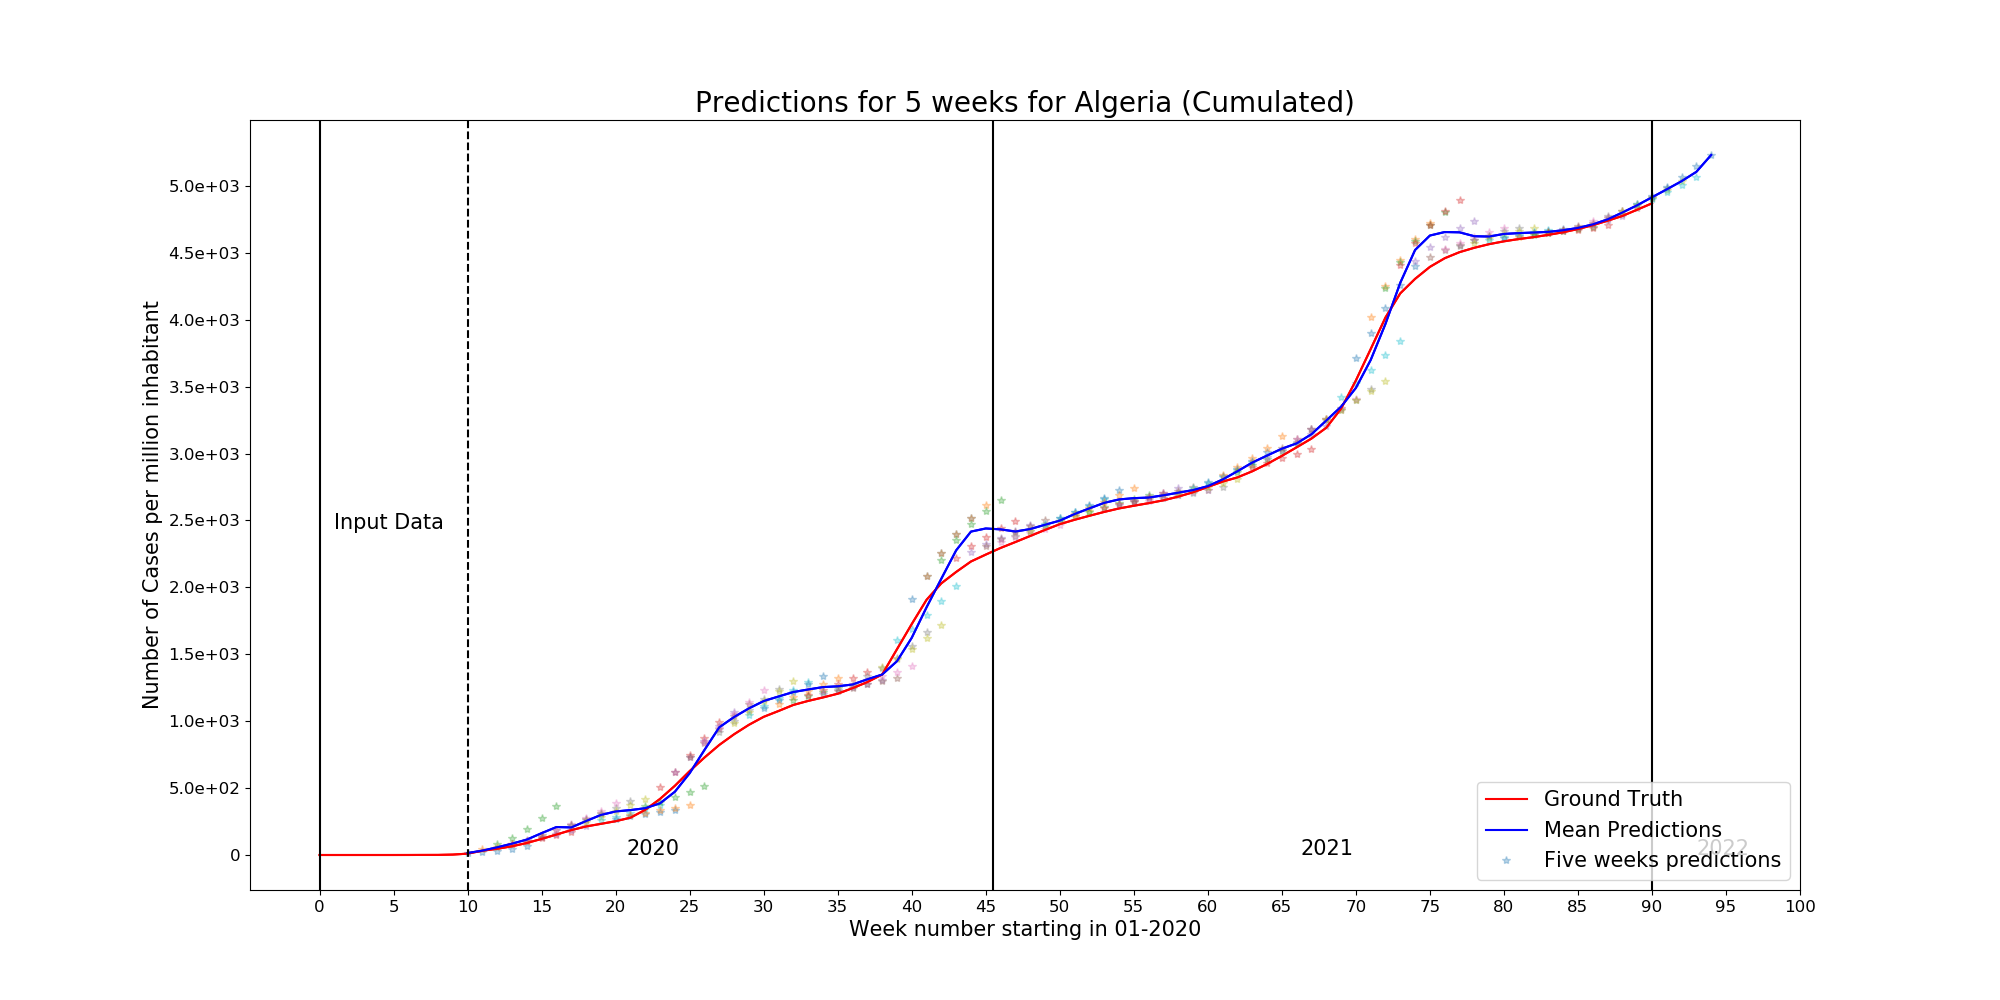 Predictions for 5 weeks for Algeria (Cumulated)
Number of Cases per million inhabitant
5.0e+03
4.5e+03
4.0e+03
3.5e+03
3.0e+03
2.5e+03
2.0e+03
1.5e+03
1.0e+03
5.0e+02
0
Input Data
2020
2021
2022
Ground Truth
Mean Predictions
Five weeks predictions
0 5 10 15 20 25 30 35 40 45 50 55 60 65 70 75 80 85 90 95 100
Week number starting in 01-2020